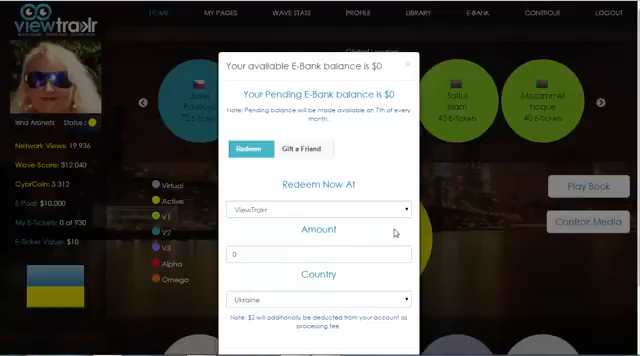 HOME MY PAGES WAVE STATS PROFILE LIBRARY E-BANK CONTPOUR LOGOUT
viewtrakr
Irina Aronets Status :
Network Views: 19 936
Wave-Score: 312 040
CybrCoin: 3 312
E-Pool: $10,000
My E-Tickets: 0 of 930
E-Ticket Value: $10
Virtual
Active
V1
V2
V3
Alpha
Omega
Your available E-Bank balance is $0
×
Your Pending E-Bank balance is $0
Note: Pending balance will be made available on 7th of every
month.
Redeem Gift a Friend
Redeem Now At
ViewTrakr
Amount
0
Country
Ukraine
Note: $2 will additionally be deducted from your account as
processing fee.
Saiful
Islam
45 E-Tickets
Mozammel
hoque
40 E-Tickets
Play Book
Contour Media